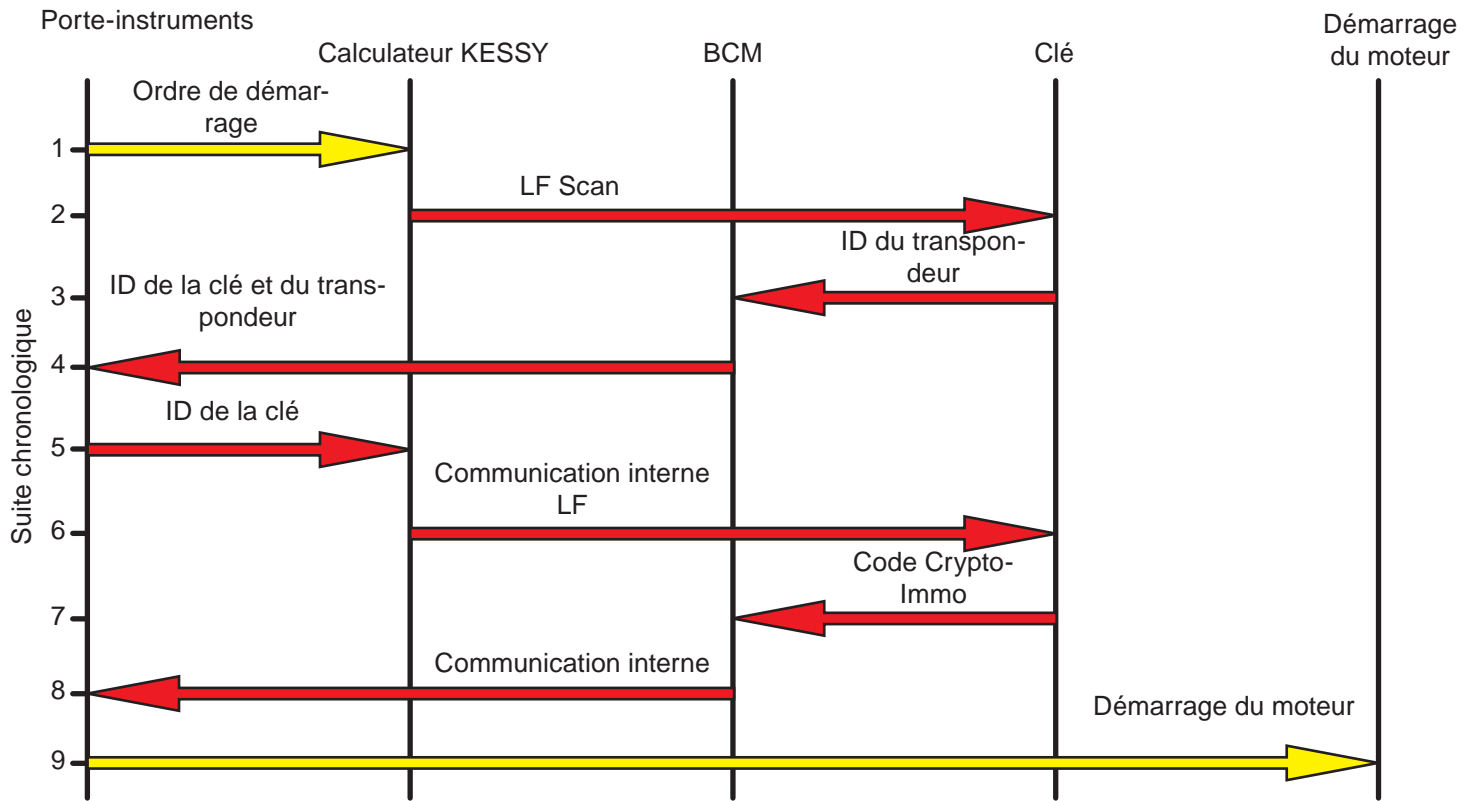 Porte-instruments
Calculateur KESSY
BCM
Clé
Démarrage
du moteur
Suite chronologique
Ordre de démar-
rage
1
LF Scan
2
ID du transpon-
deur
3
ID de la clé et du trans-
pondeur
4
ID de la clé
5
Communication interne
LF
6
Code Crypto-
Immo
7
Communication interne
8
Démarrage du moteur
9